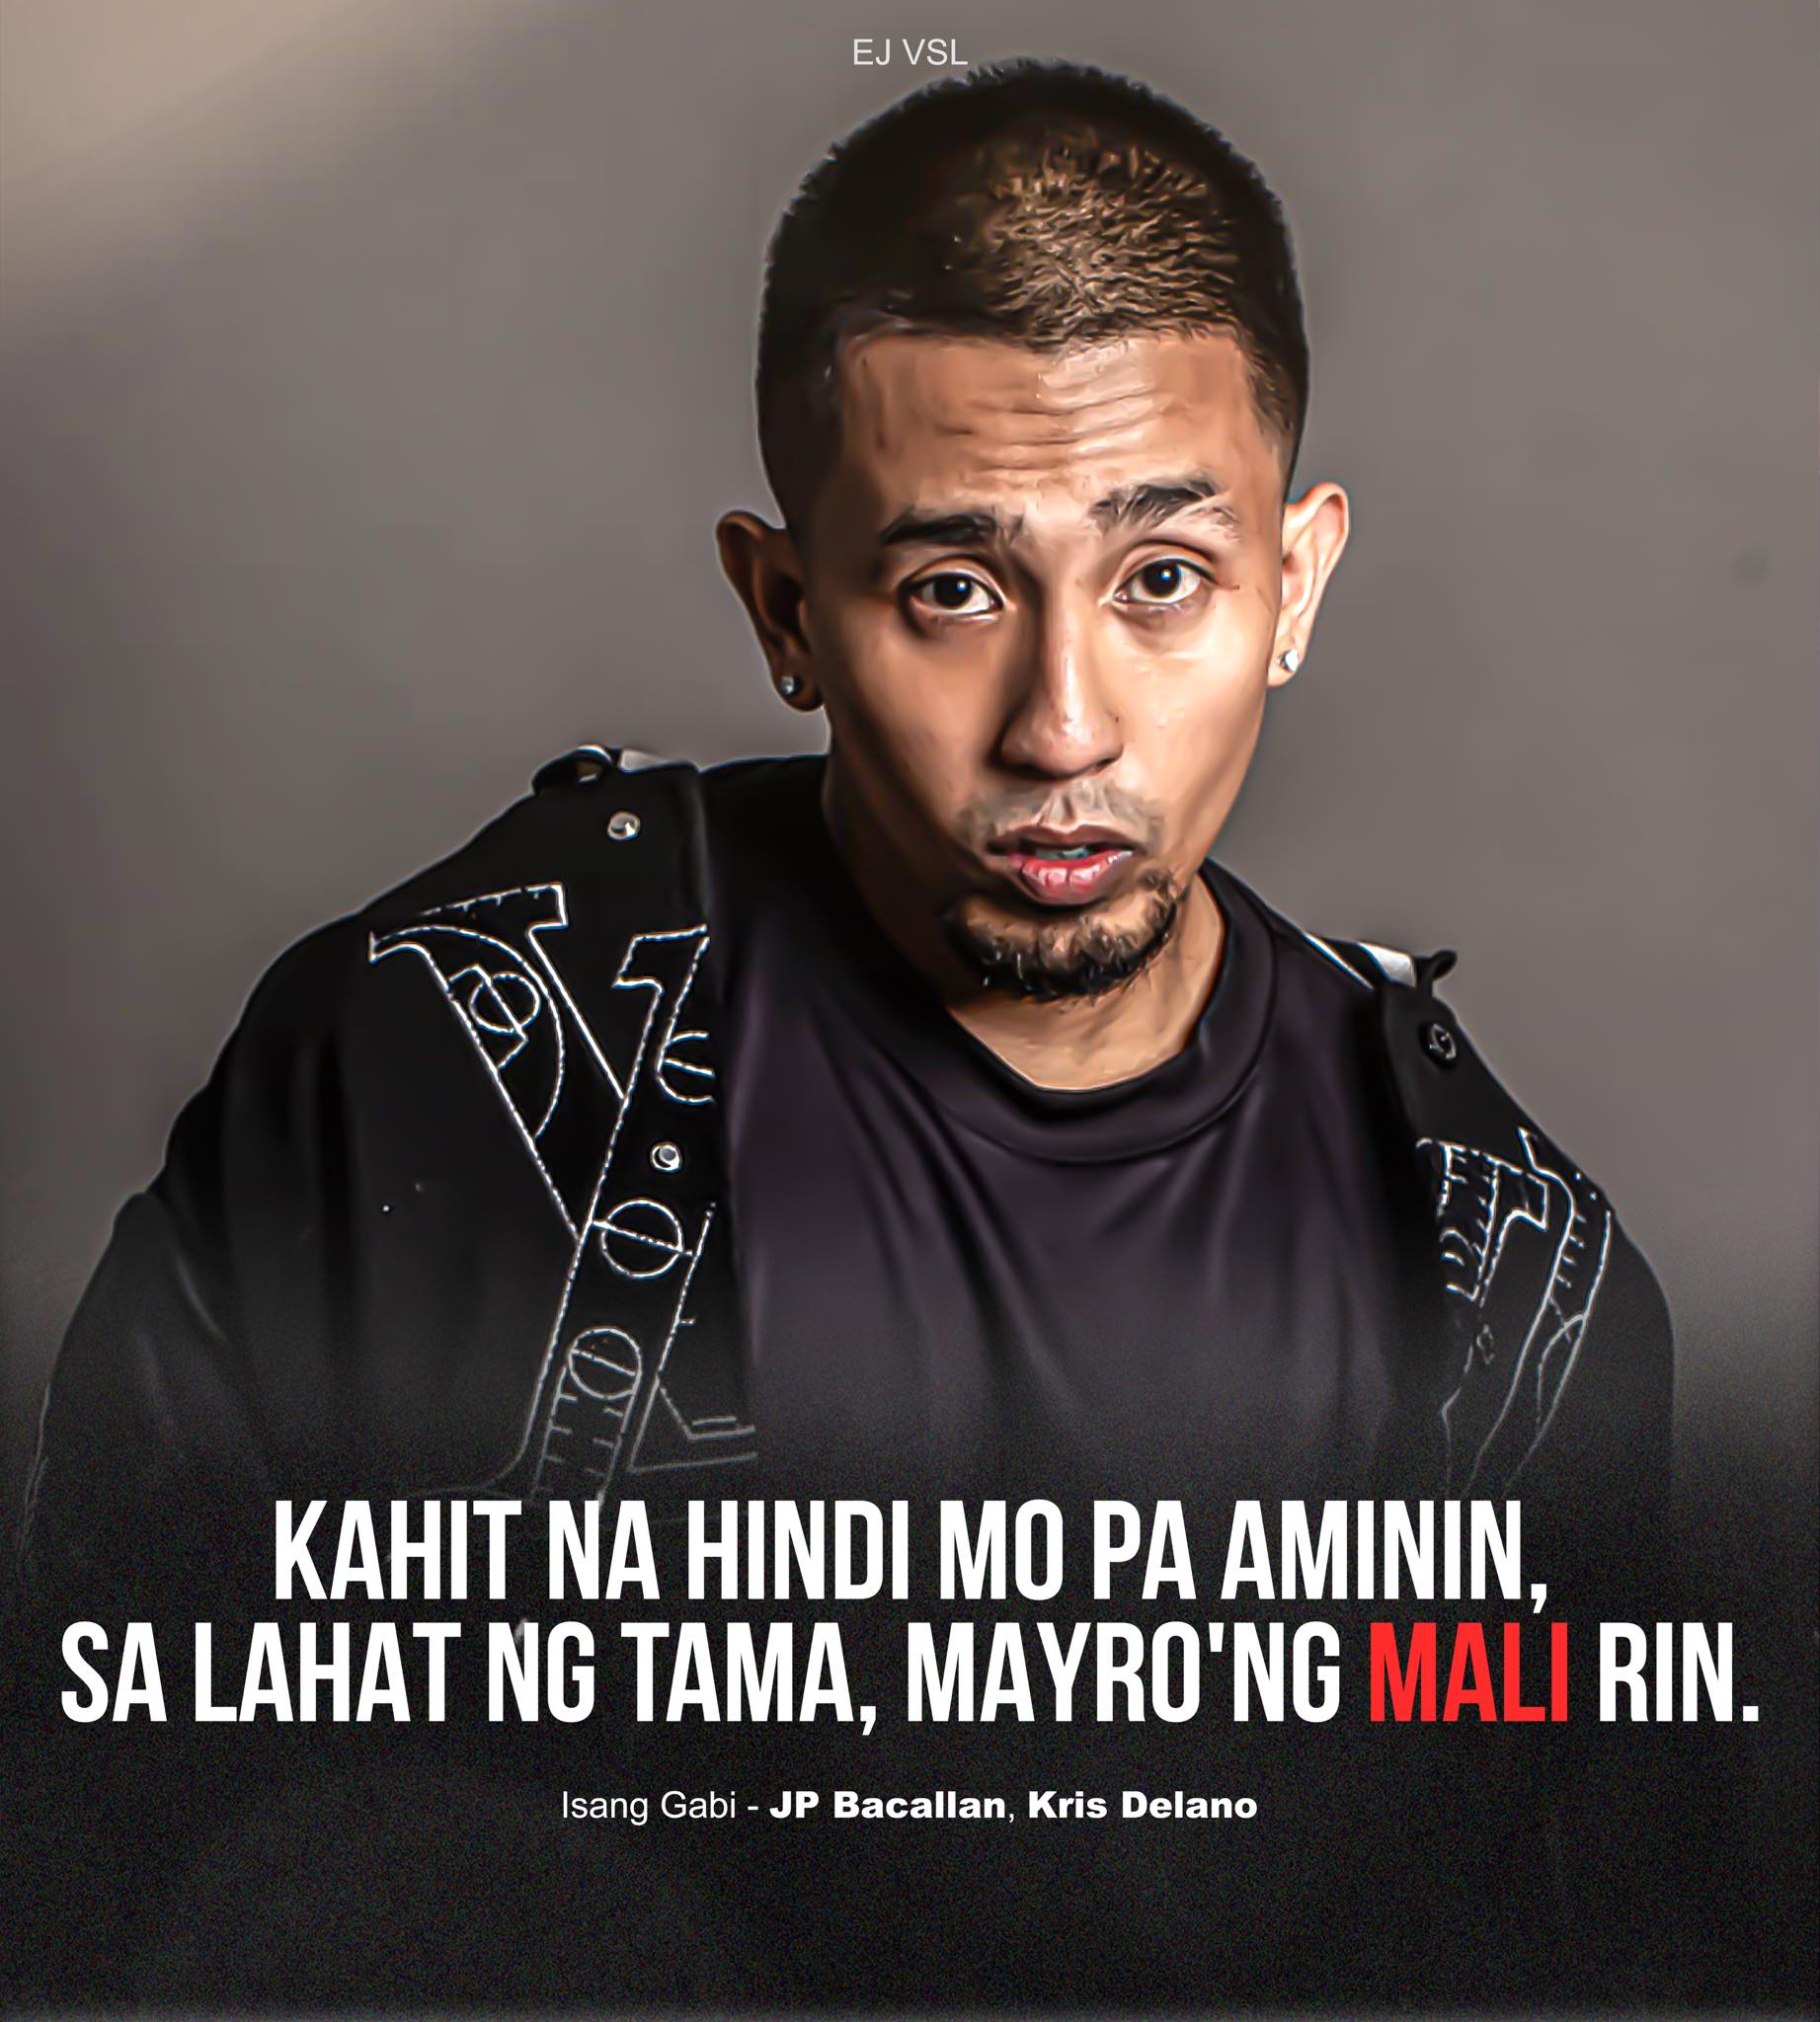 EJ VSL
KAHIT NA HINDI MO PA AMININ,
SA LAHAT NG TAMA, MAYRO'NG MALI RIN.
Isang Gabi - JP Bacallan, Kris Delano